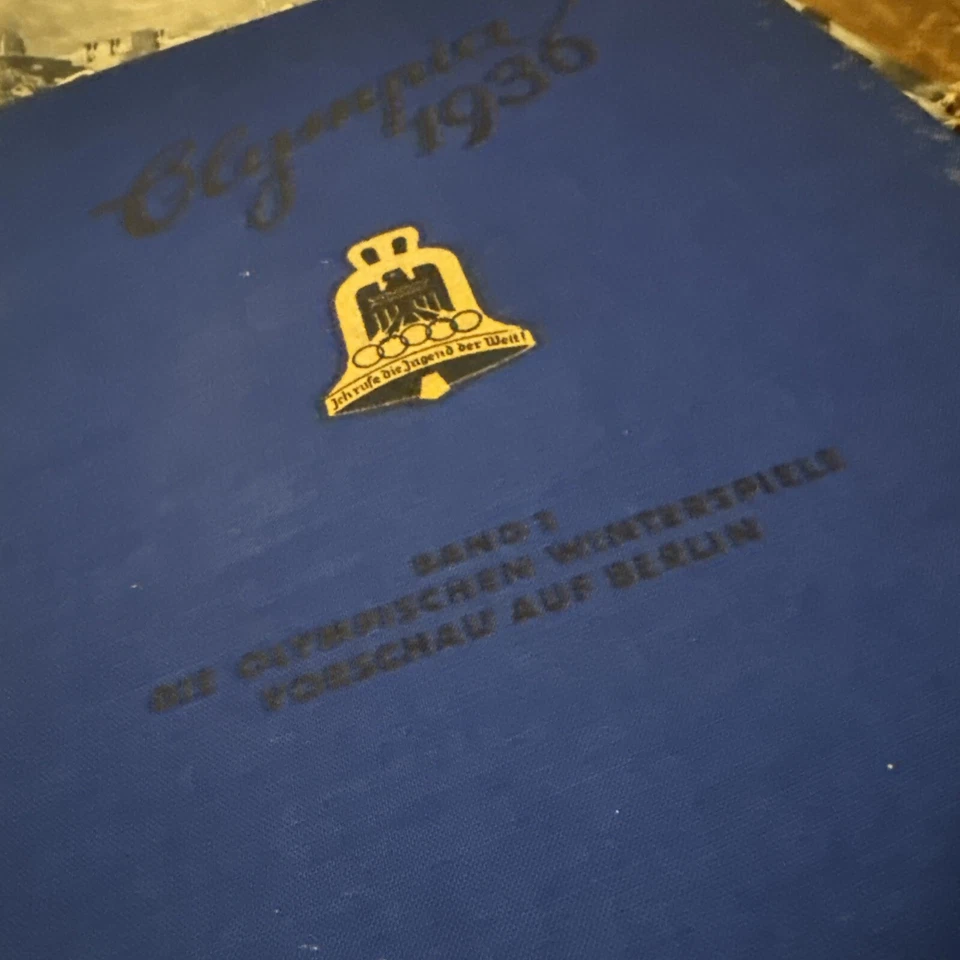 Olympia
1936
Ich rufe die Jugend der Welt!
BAND·I
DIE OLYMPISCHEN WINTERSPIELE
VORSCHAU AUF BERLIN